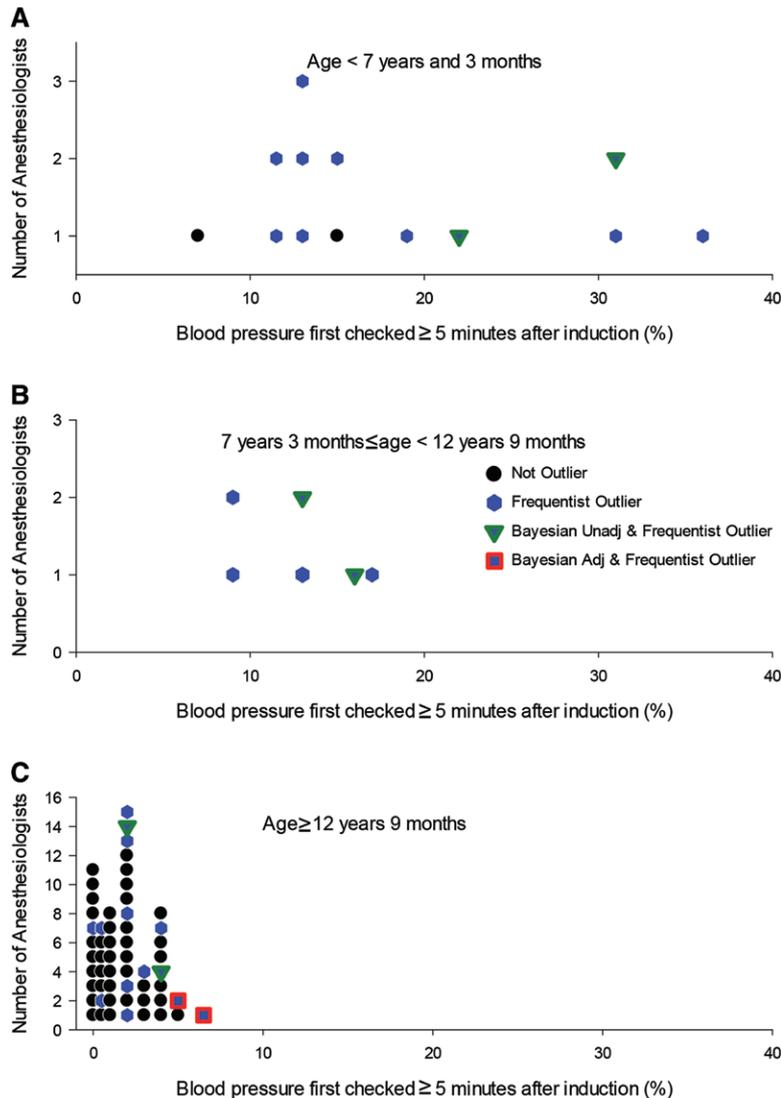 A
Age < 7 years and 3 months
Number of Anesthesiologists
3
2
1
0 10 20 30 40
Blood pressure first checked ≥ 5 minutes after induction (%)
B
7 years 3 months≤age < 12 years 9 months
Number of Anesthesiologists
3
2
1
0
Not Outlier
Frequentist Outlier
Bayesian Unadj & Frequentist Outlier
Bayesian Adj & Frequentist Outlier
0 10 20 30 40
Blood pressure first checked ≥ 5 minutes after induction (%)
C
Age≥12 years 9 months
Number of Anesthesiologists
16
14
12
10
8
6
4
2
0
0 10 20 30 40
Blood pressure first checked ≥ 5 minutes after induction (%)